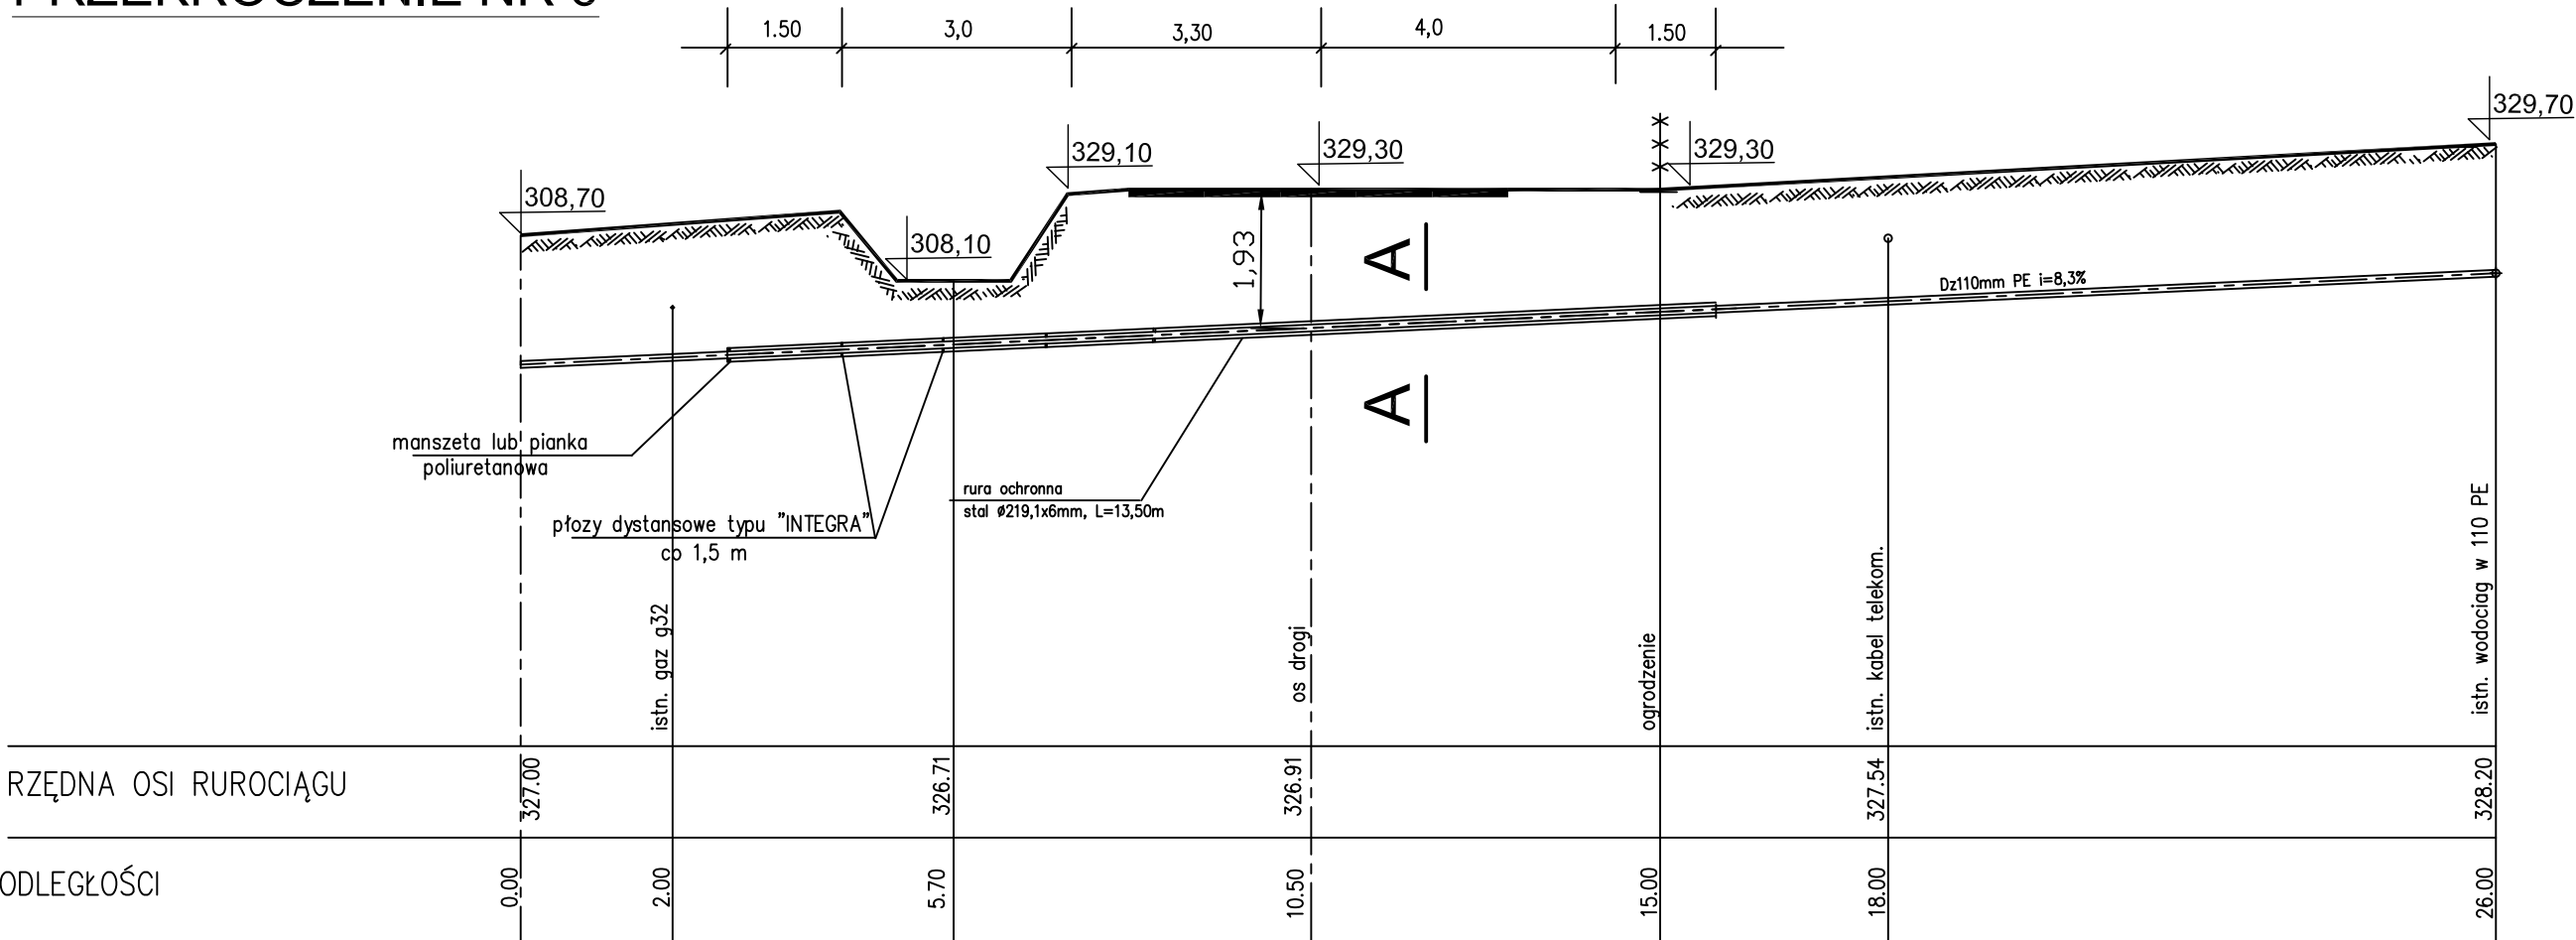 1.50
3,0
3,30
4,0
1.50
308,70
308,10
329,10
329,30
329,30
329,70
1,93
A
A
Dz110mm PE i=8,3%
manszeta lub pianka
poliuretanowa
płozy dystansowe typu "INTEGRA"
co 1,5 m
rura ochronna
stal ø219,1x6mm, L=13,50m
istn. gaz g32
os drogi
ogrodzenie
istn. kabel telekom.
istn. wodociag w 110 PE
RZĘDNA OSI RUROCIĄGU
327.00
326.71
326.91
327.54
328.20
ODLEGŁOŚCI
0.00
2.00
5.70
10.50
15.00
18.00
26.00